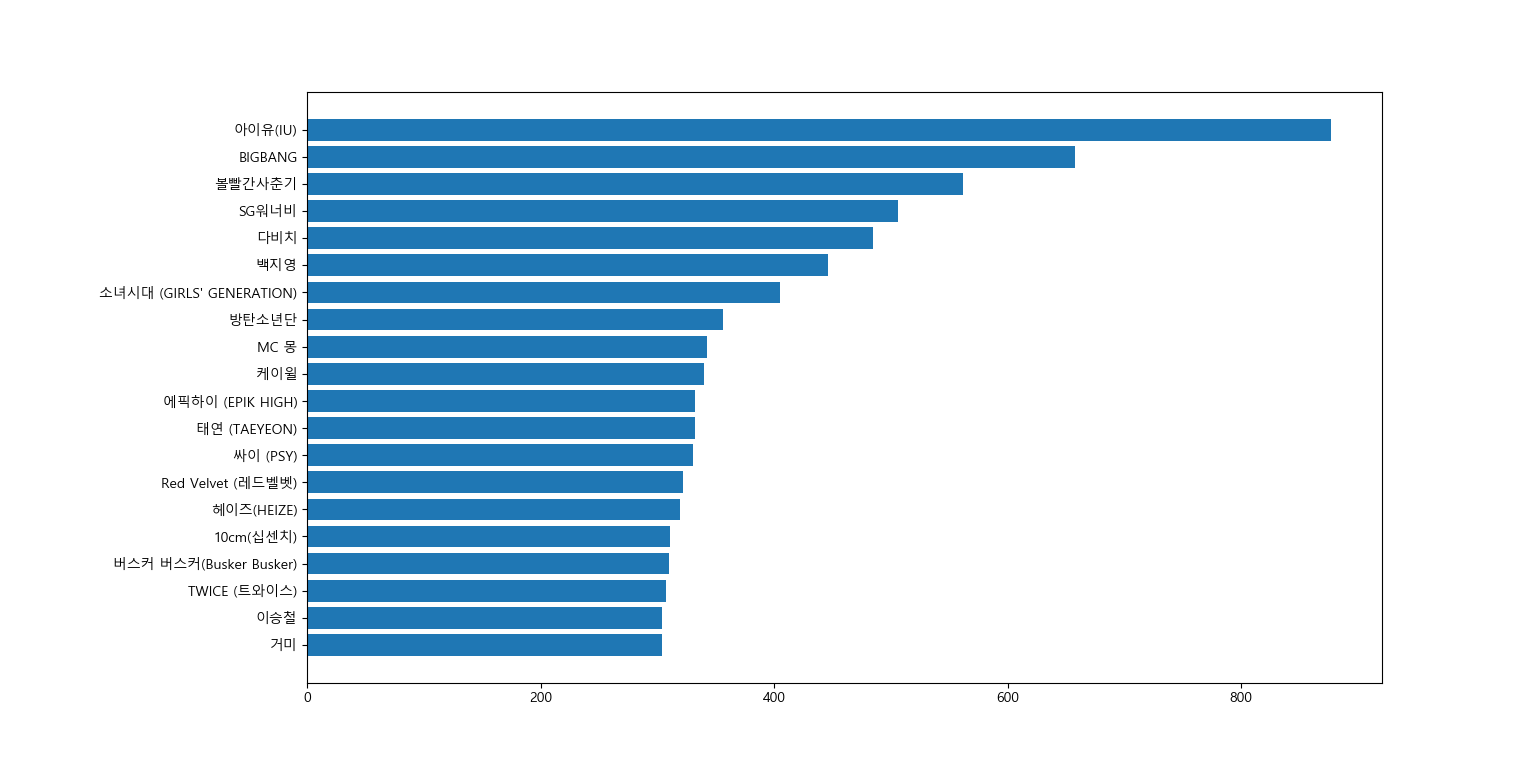 아이유(IU)
BIGBANG
볼빨간사춘기
SG워너비
다비치
백지영
소녀시대 (GIRLS' GENERATION)
방탄소년단
MC 몽
케이윌
에픽하이 (EPIK HIGH)
태연 (TAEYEON)
싸이 (PSY)
Red Velvet (레드벨벳)
헤이즈(HEIZE)
10cm(십센치)
버스커 버스커(Busker Busker)
TWICE (트와이스)
이승철
거미
0 200 400 600 800